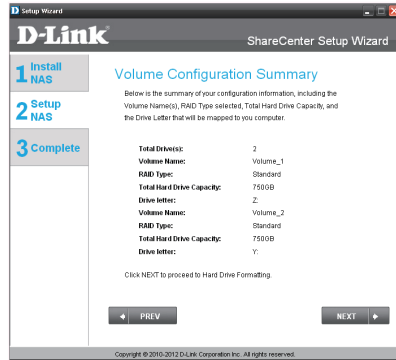 Setup Wizard
D-Link
ShareCenter Setup Wizard
1 Install
NAS
2 Setup
NAS
3 Complete
Volume Configuration Summary
Below is the summary of your configuration information, including the
Volume Name(s), RAID Type selected, Total Hard Drive Capacity, and
the Drive Letter that will be mapped to you computer.
Total Drive(s): 2
Volume Name: Volume_1
RAID Type: Standard
Total Hard Drive Capacity: 750GB
Drive letter: Z:
Volume Name: Volume_2
RAID Type: Standard
Total Hard Drive Capacity: 750GB
Drive letter: Y:
Click NEXT to proceed to Hard Drive Formatting.
PREV
NEXT
Copyright © 2010-2012 D-Link Corporation Inc. All rights reserved.